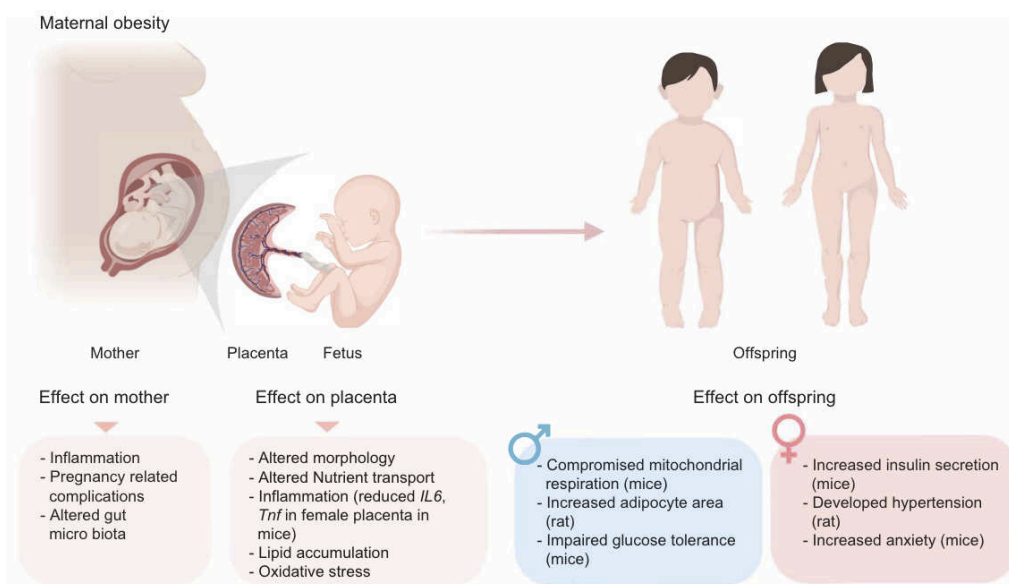 Maternal obesity
Mother
Placenta
Fetus
Offspring
Effect on mother
Effect on placenta
Effect on offspring
- Inflammation
- Pregnancy related
complications
- Altered gut
micro biota
- Altered morphology
- Altered Nutrient transport
- Inflammation (reduced IL6,
Tnf in female placenta in
mice)
- Lipid accumulation
- Oxidative stress
- Compromised mitochondrial
respiration (mice)
- Increased adipocyte area
(rat)
- Impaired glucose tolerance
(mice)
- Increased insulin secretion
(mice)
- Developed hypertension
(rat)
- Increased anxiety (mice)